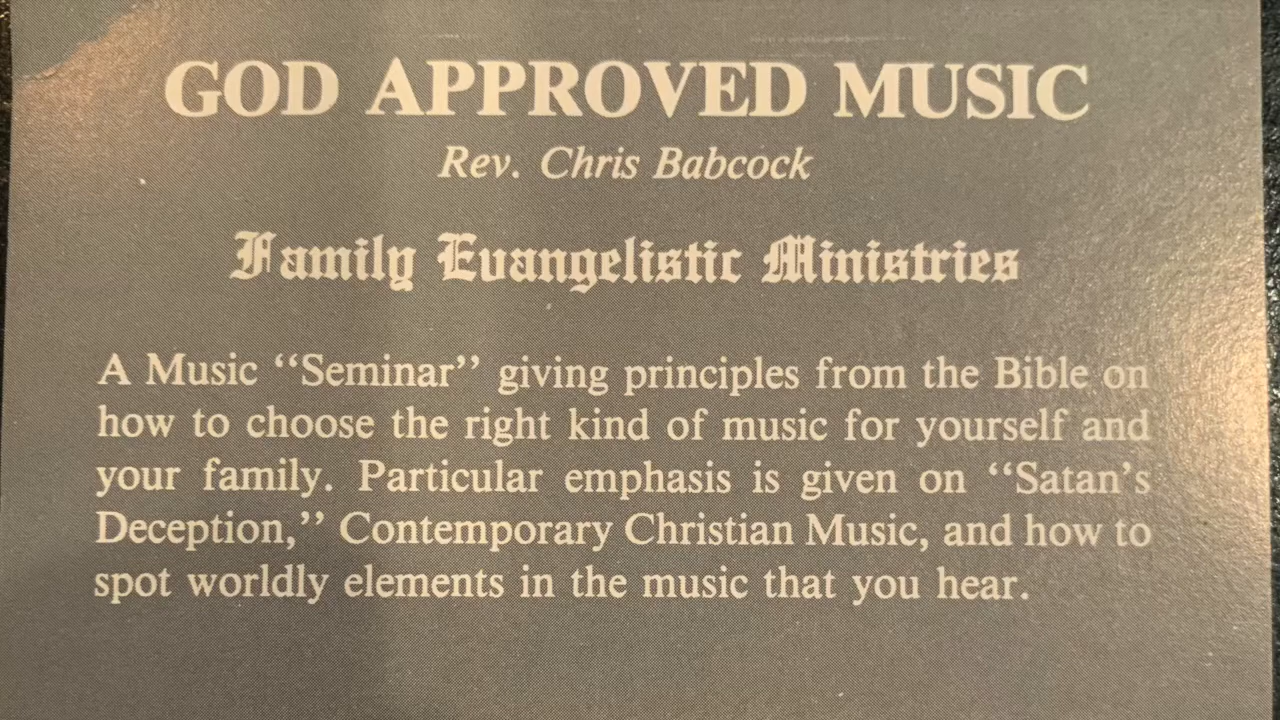 GOD APPROVED MUSIC
Rev. Chris Babcock
Family Evangelistic Ministries
A Music ‘‘Seminar’’ giving principles from the Bible on
how to choose the right kind of music for yourself and
your family. Particular emphasis is given on ‘‘Satan’s
Deception,’’ Contemporary Christian Music, and how to
spot worldly elements in the music that you hear.